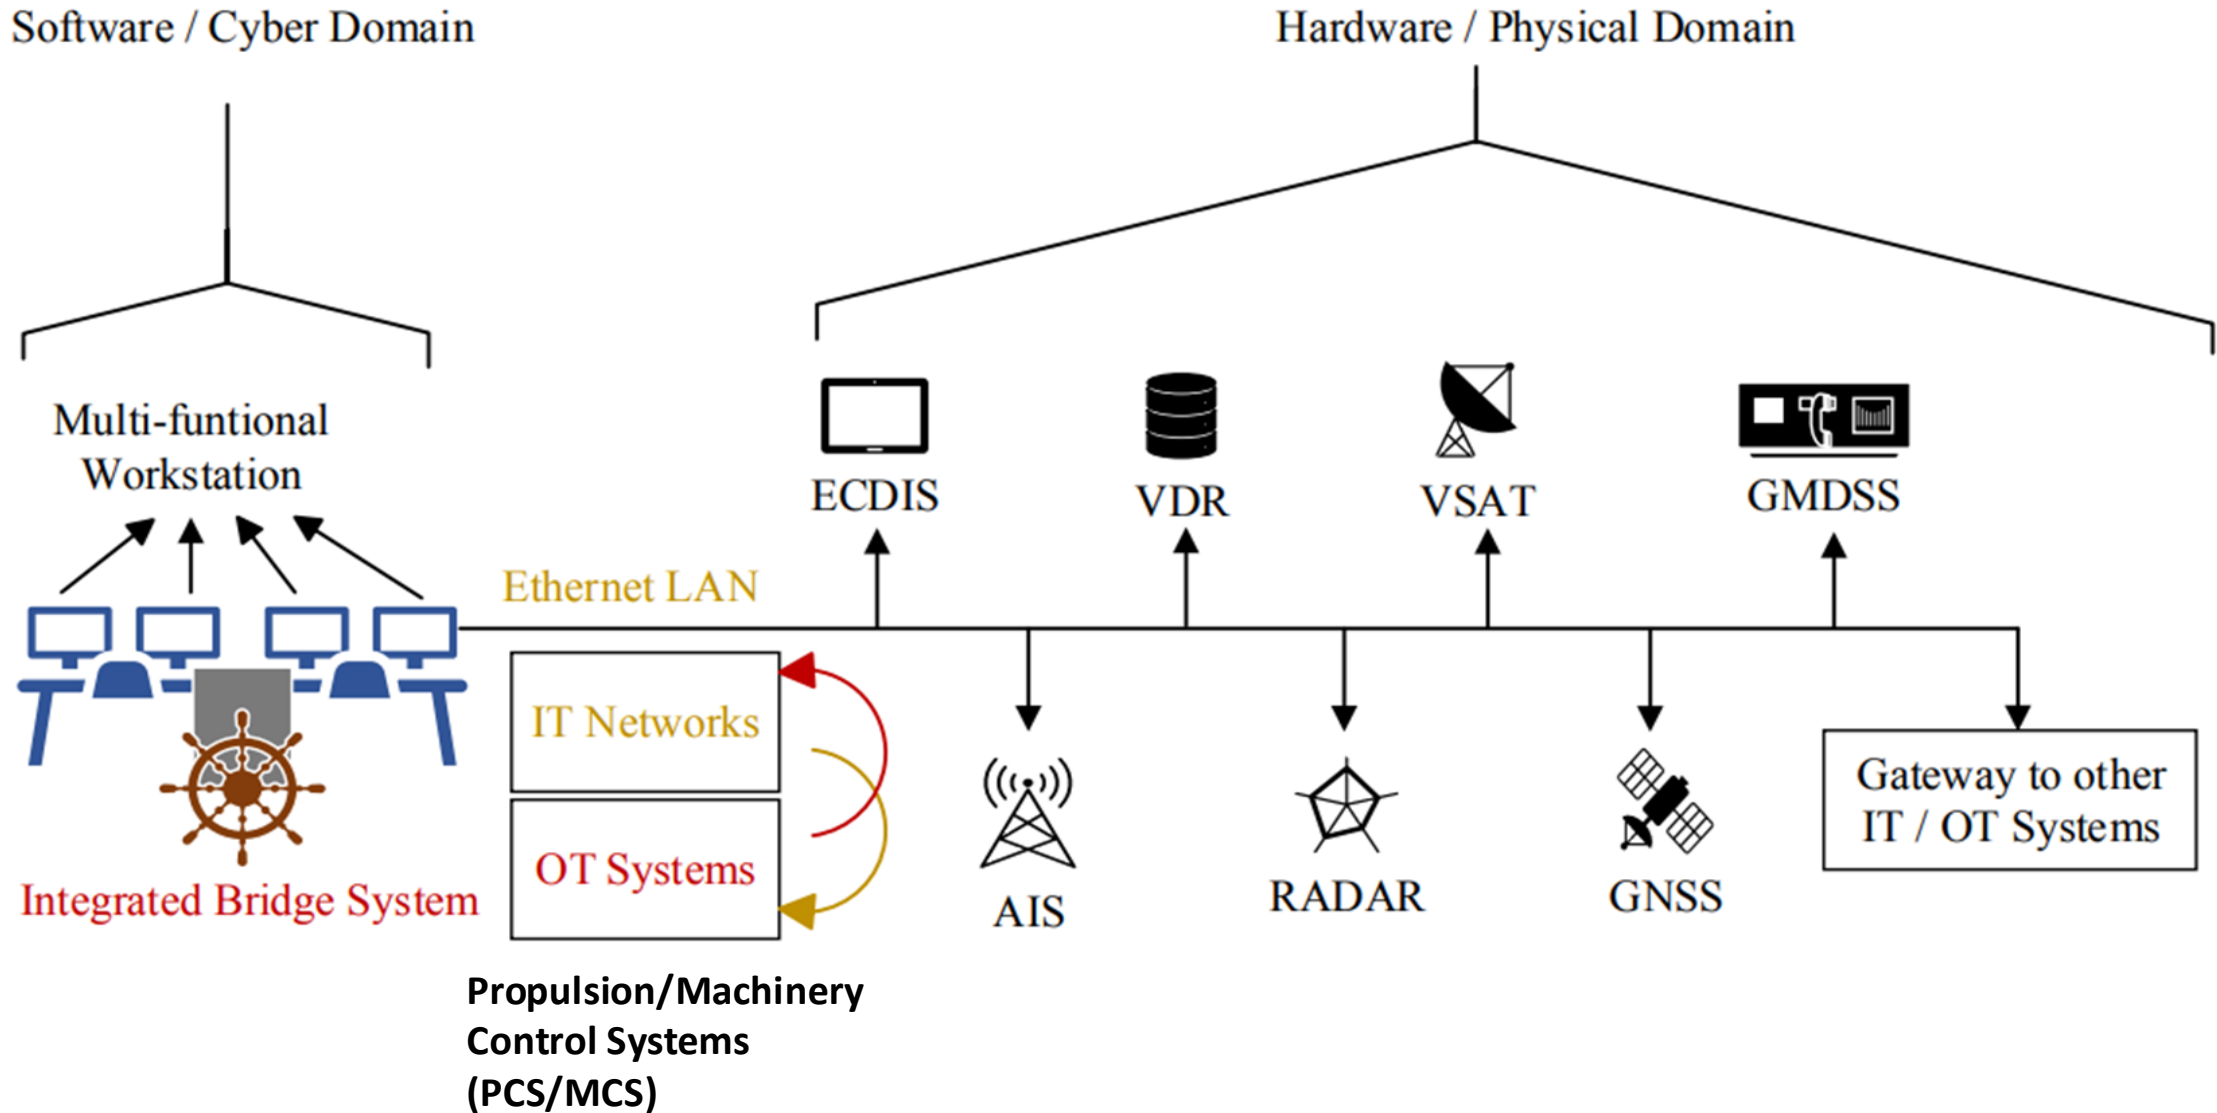 Software / Cyber Domain
Hardware / Physical Domain
Multi-funtional
Workstation
ECDIS
VDR
VSAT
GMDSS
Ethernet LAN
IT Networks
OT Systems
Integrated Bridge System
AIS
RADAR
GNSS
Gateway to other
IT / OT Systems
Propulsion/Machinery
Control Systems
(PCS/MCS)